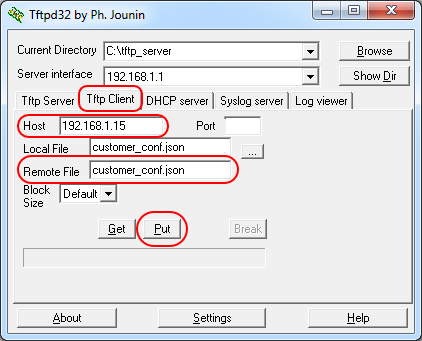 Tftpd32 by Ph. Jounin
Current Directory C:\tftp_server Browse
Server interface 192.168.1.1 Show Dir
Tftp Server Tftp Client DHCP server Syslog server Log viewer
Host 192.168.1.15 Port
Local File customer_conf.json ...
Remote File customer_conf.json
Block
Size Default
Get Put Break
About Settings Help